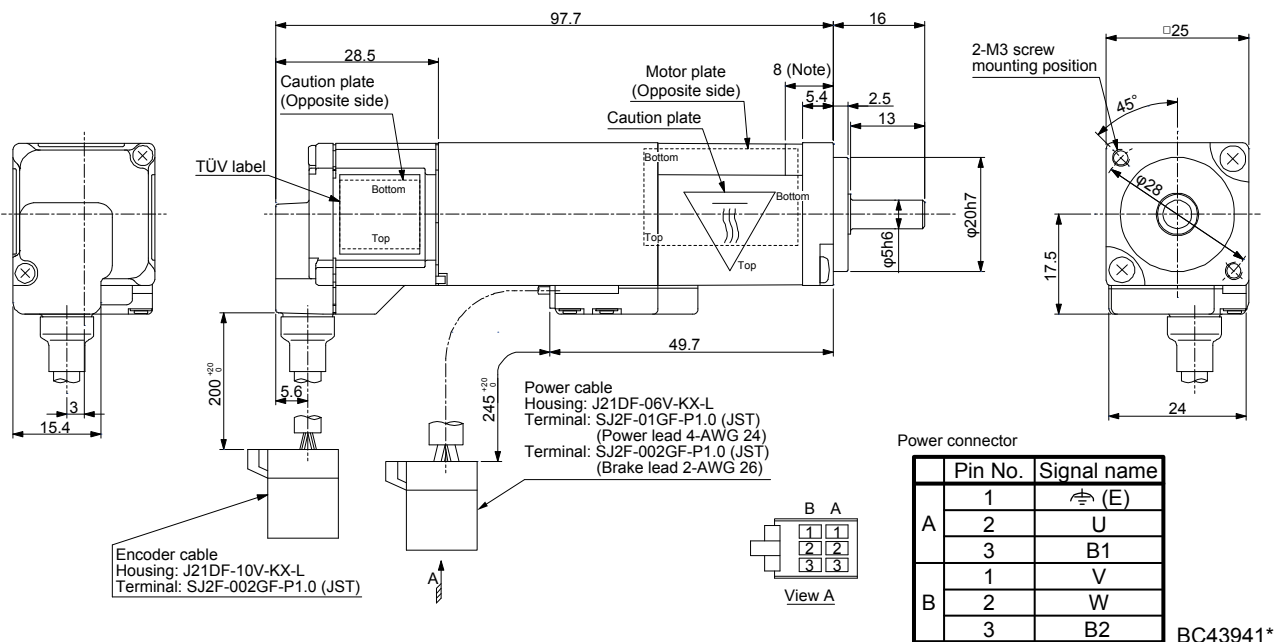 97.7
16
28.5
8 (Note)
5.4
2.5
13
Caution plate
(Opposite side)
Motor plate
(Opposite side)
Caution plate
TÜV label
Bottom
Top
Bottom
Top
Bottom
Top
φ5h6
φ20h7
□25
2-M3 screw
mounting position
45°
φ28
17.5
24
3
15.4
200 +20 0
5.6
245 +20 0
49.7
Power cable
Housing: J21DF-06V-KX-L
Terminal: SJ2F-01GF-P1.0 (JST)
(Power lead 4-AWG 24)
Terminal: SJ2F-002GF-P1.0 (JST)
(Brake lead 2-AWG 26)
Encoder cable
Housing: J21DF-10V-KX-L
Terminal: SJ2F-002GF-P1.0 (JST)
A
B A
1 1
2 2
3 3
View A
Power connector
Pin No. Signal name
A
1 (E)
2 U
3 B1
B
1 V
2 W
3 B2
BC43941*